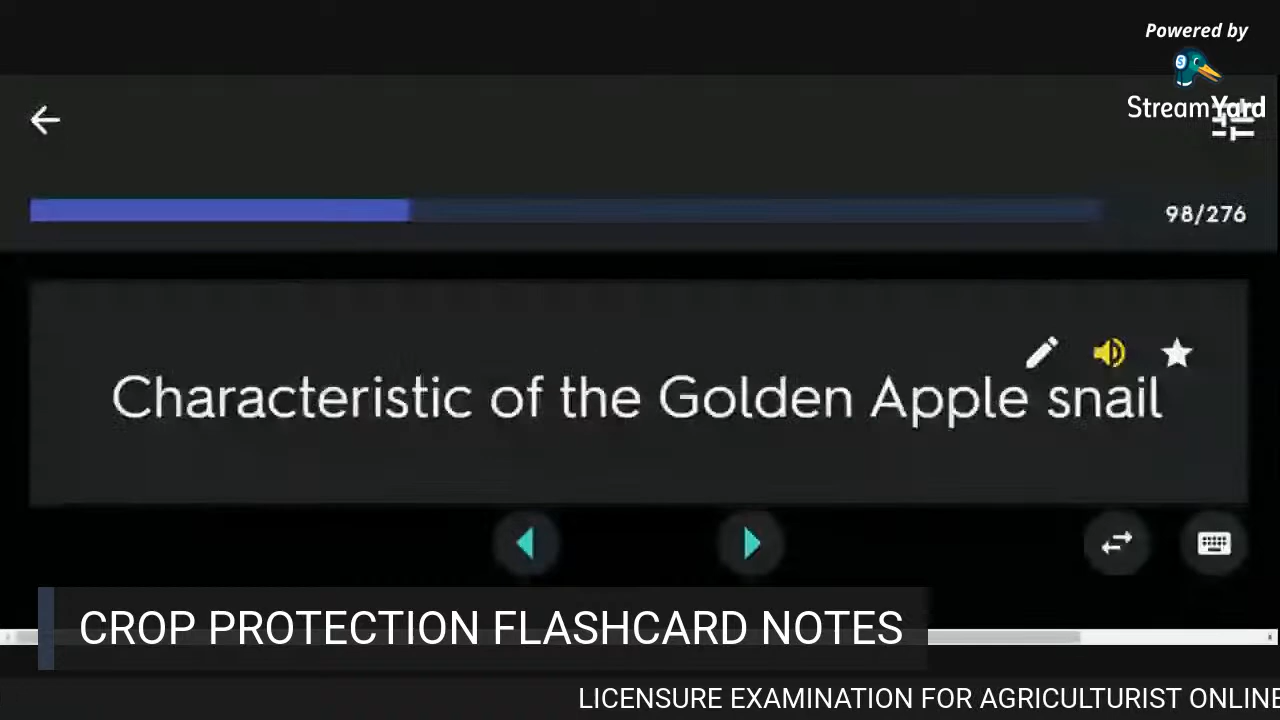 Powered by
StreamYard
98/276
Characteristic of the Golden Apple snail
CROP PROTECTION FLASHCARD NOTES
LICENSURE EXAMINATION FOR AGRICULTURIST ONLINE